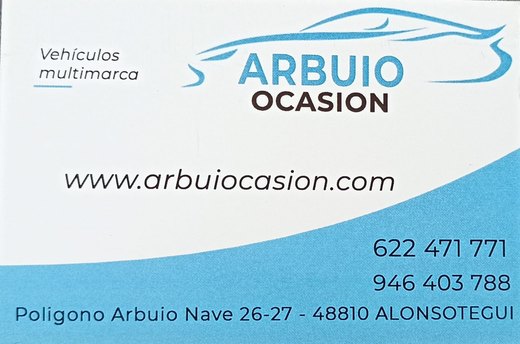 Vehículos
multimarca
ARBUIO
OCASION
www.arbuiocasion.com
622 471 771
946 403 788
Poligono Arbuio Nave 26-27 - 48810 ALONSOTEGUI